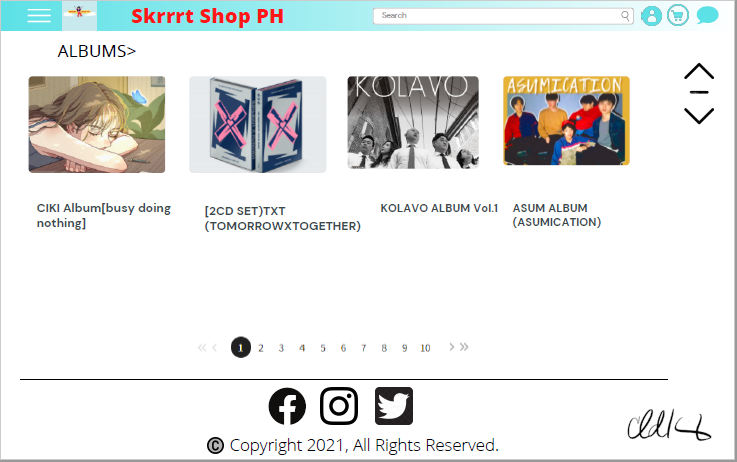 Skrrrt Shop PH
Search
ALBUMS>
KOLAVO
ASUMICATION
CIKI Album[busy doing
nothing]
[2CD SET)TXT
(TOMORROWXTOGETHER)
KOLAVO ALBUM Vol.1
ASUM ALBUM
(ASUMICATION)
« ‹ 1 2 3 4 5 6 7 8 9 10 › »
© Copyright 2021, All Rights Reserved.